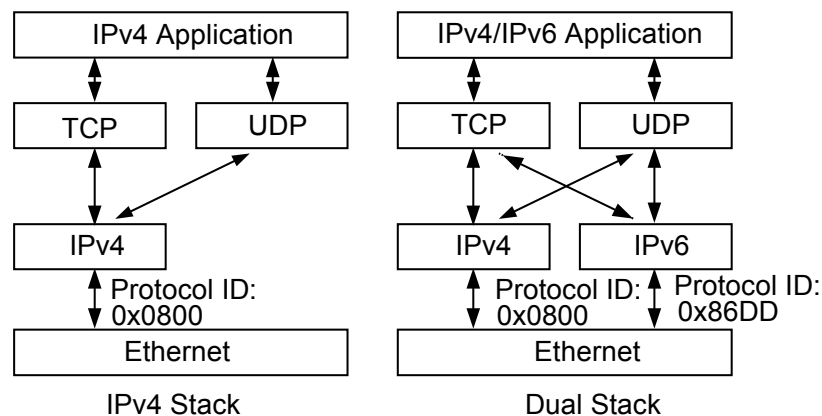 IPv4 Application
TCP
UDP
IPv4
Protocol ID:
0x0800
Ethernet
IPv4 Stack
IPv4/IPv6 Application
TCP
UDP
IPv4
IPv6
Protocol ID:
0x0800
Protocol ID:
0x86DD
Ethernet
Dual Stack